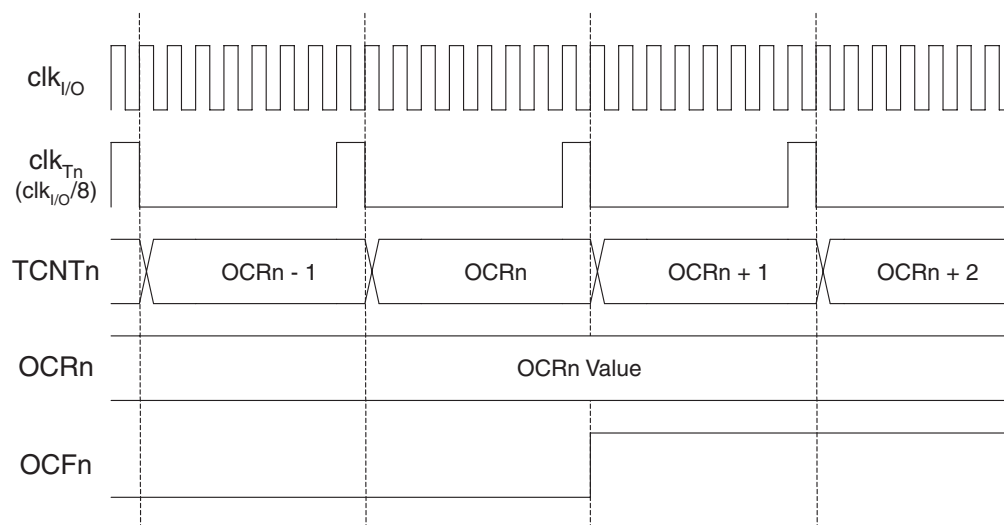 clkI/O
clkTn
(clkI/O/8)
TCNTn
OCRn - 1
OCRn
OCRn + 1
OCRn + 2
OCRn
OCRn Value
OCFn